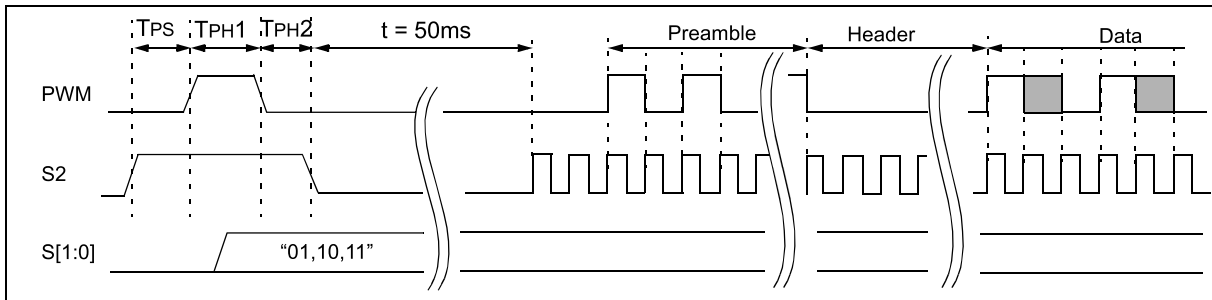 TPS TPH1 TPH2 t = 50ms Preamble Header Data
PWM
S2
S[1:0] “01,10,11”